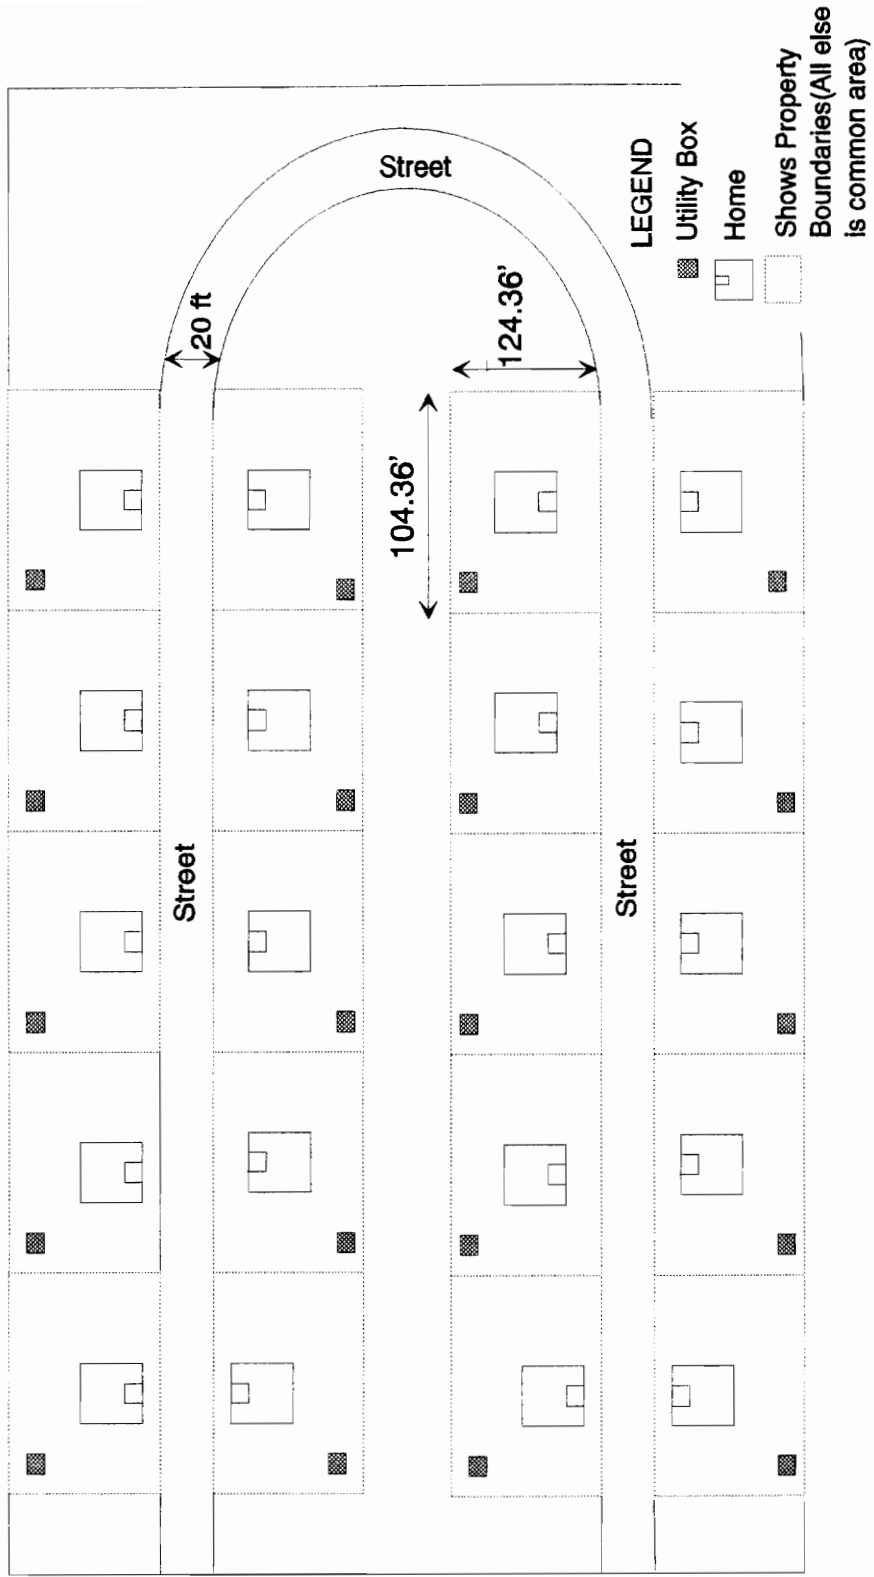 Street
20 ft
124.36'
104.36'
Street
Street
LEGEND
Utility Box
Home
Shows Property
Boundaries(All else
is common area)